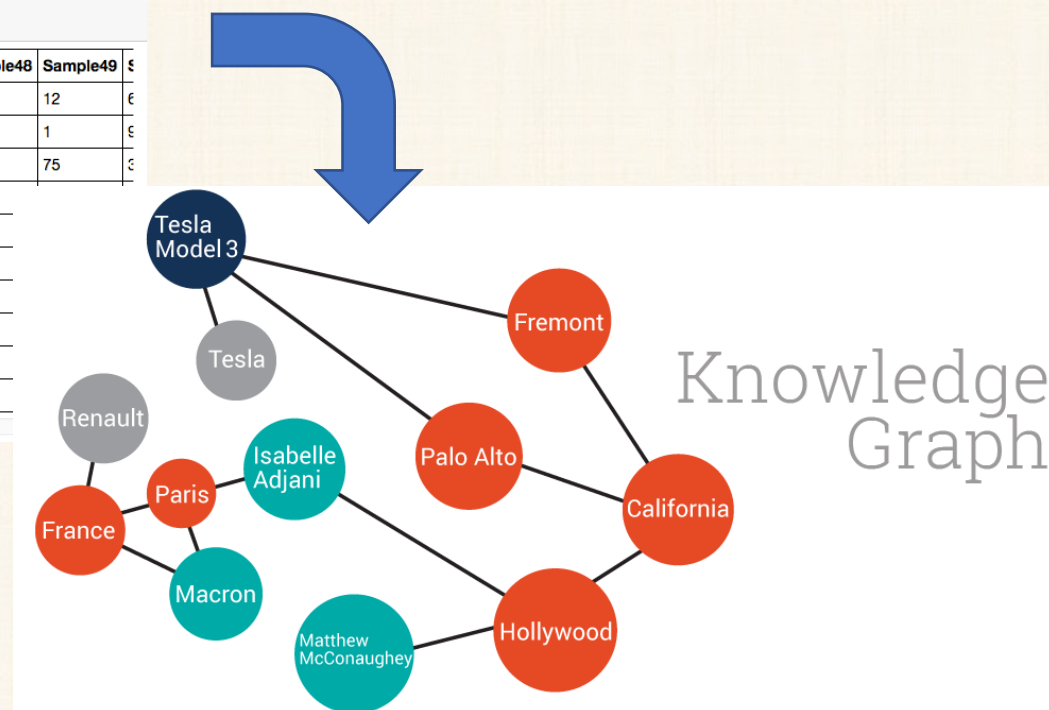 Sample49
12
1
75
Tesla
Model 3
Fremont
Tesla
Knowledge
Graph
Renault
Isabelle
Adjani
Palo Alto
Paris
California
France
Macron
Hollywood
Matthew
McConaughey